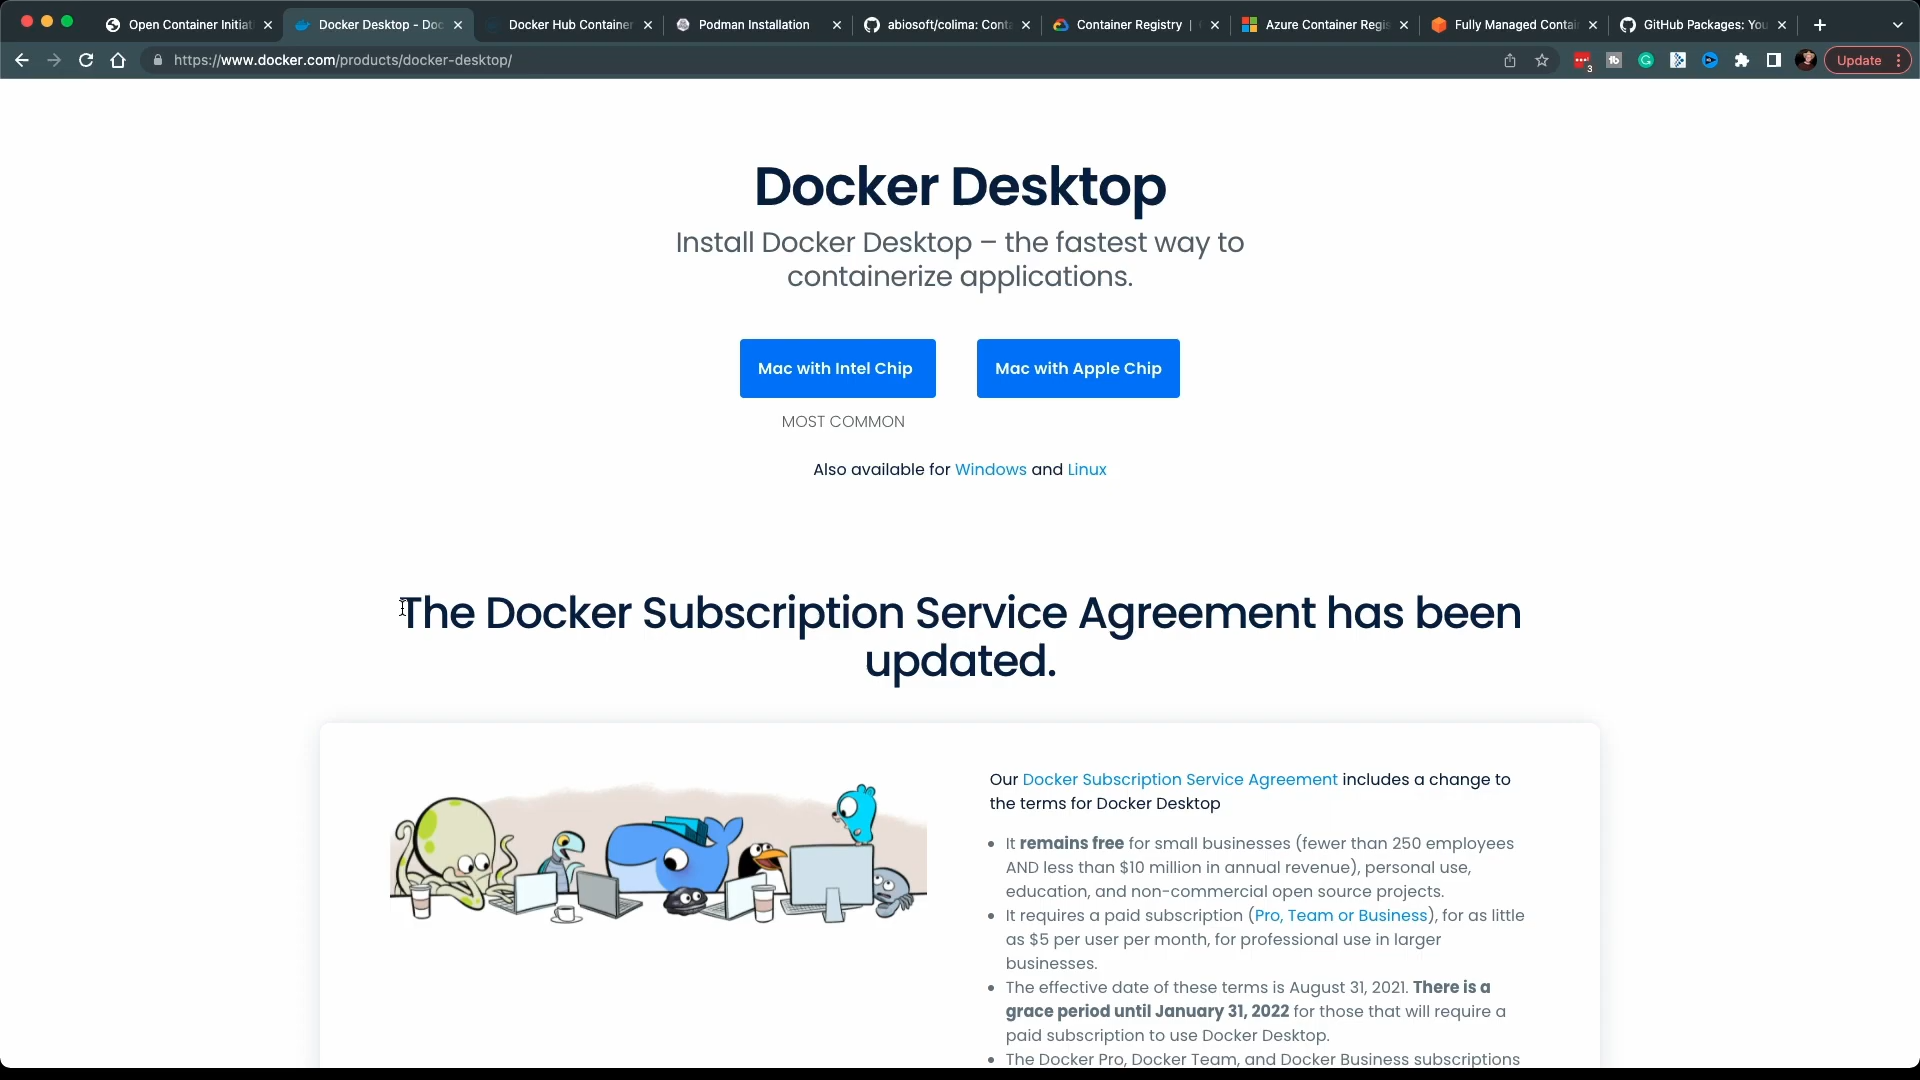 Open Container Initiat
Docker Desktop - Doc
Docker Hub Container
Podman Installation
abiosoft/colima: Conta
Container Registry |
Azure Container Regis
Fully Managed Contai
GitHub Packages: You
https://www.docker.com/products/docker-desktop/
3
Update
Docker Desktop
Install Docker Desktop – the fastest way to
containerize applications.
Mac with Intel Chip
Mac with Apple Chip
MOST COMMON
Also available for Windows and Linux
The Docker Subscription Service Agreement has been
updated.
Our Docker Subscription Service Agreement includes a change to
the terms for Docker Desktop
• It remains free for small businesses (fewer than 250 employees
AND less than $10 million in annual revenue), personal use,
education, and non-commercial open source projects.
• It requires a paid subscription (Pro, Team or Business), for as little
as $5 per user per month, for professional use in larger
businesses.
• The effective date of these terms is August 31, 2021. There is a
grace period until January 31, 2022 for those that will require a
paid subscription to use Docker Desktop.
• The Docker Pro, Docker Team, and Docker Business subscriptions